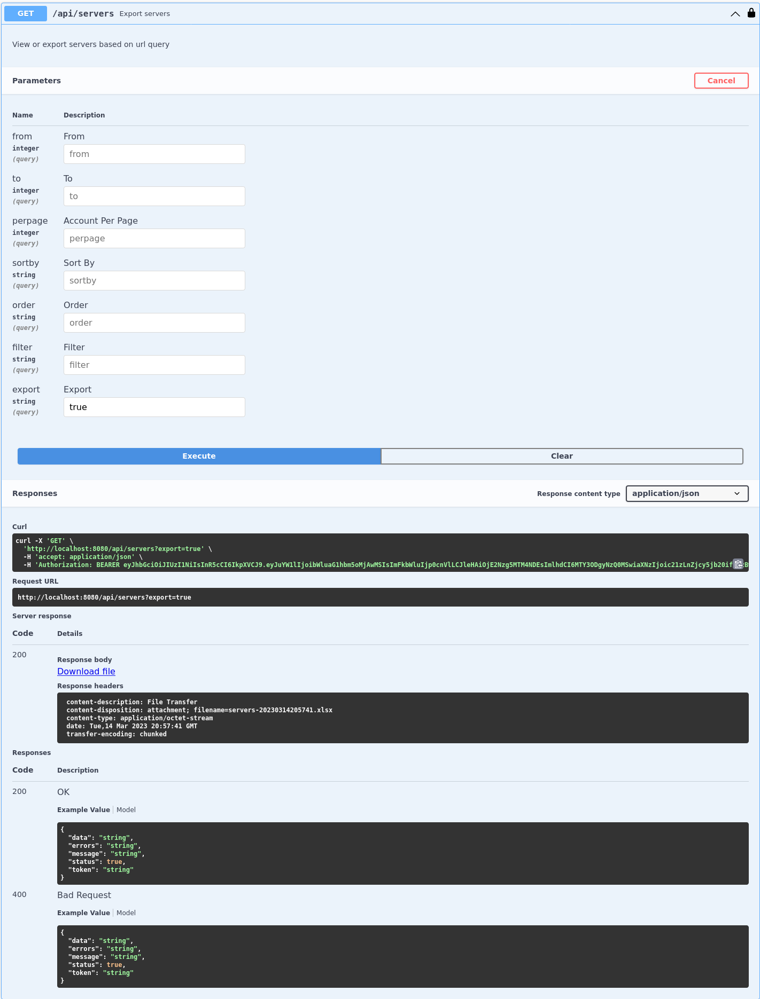 GET /api/servers Export servers
View or export servers based on url query
Parameters Cancel
Name Description
from From
integer from
(query)
to To
integer to
(query)
perpage Account Per Page
integer perpage
(query)
sortby Sort By
string sortby
(query)
order Order
string order
(query)
filter Filter
string filter
(query)
export Export
string true
(query)
Execute Clear
Responses Response content type application/json
Curl
curl -X 'GET' \
'http://localhost:8080/api/servers?export=true' \
-H 'accept: application/json' \
-H 'Authorization: BEARER
Request URL
http://localhost:8080/api/servers?export=true
Server response
Code Details
200
Response body
Download file
Response headers
content-description: File Transfer
content-disposition: attachment; filename=servers-20230314205741.xlsx
content-type: application/octet-stream
date: Tue,14 Mar 2023 20:57:41 GMT
transfer-encoding: chunked
Responses
Code Description
200 OK
Example Value Model
{
"data": "string",
"errors": "string",
"message": "string",
"status": true,
"token": "string"
}
400 Bad Request
Example Value Model
{
"data": "string",
"errors": "string",
"message": "string",
"status": true,
"token": "string"
}